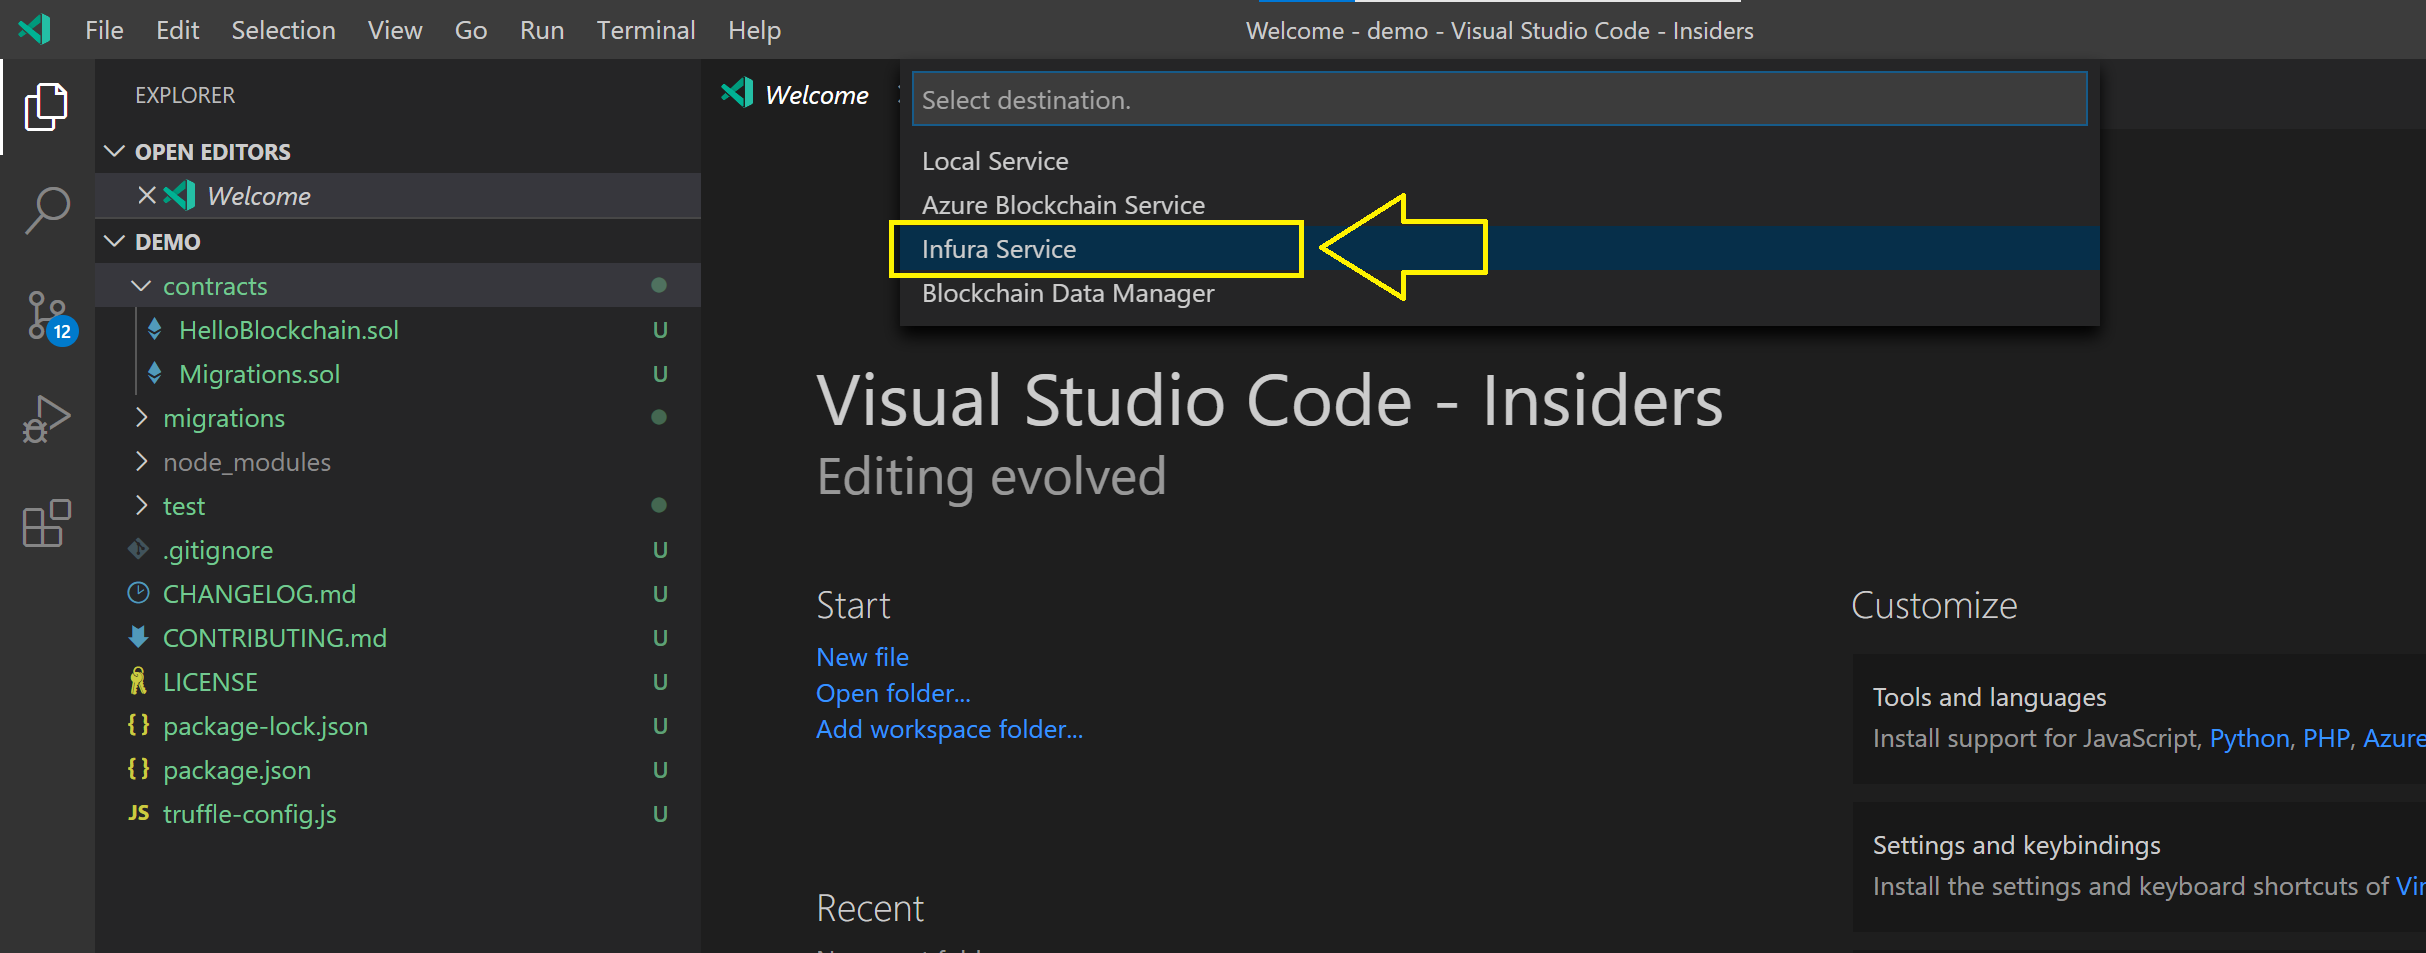 File Edit Selection View Go Run Terminal Help
Welcome - demo - Visual Studio Code - Insiders
EXPLORER
OPEN EDITORS
Welcome
DEMO
contracts
HelloBlockchain.sol U
Migrations.sol U
migrations
node_modules
test
.gitignore U
CHANGELOG.md U
CONTRIBUTING.md U
LICENSE U
package-lock.json U
package.json U
JS truffle-config.js U
12
Welcome
Select destination.
Local Service
Azure Blockchain Service
Infura Service
Blockchain Data Manager
Visual Studio Code - Insiders
Editing evolved
Start
New file
Open folder...
Add workspace folder...
Recent
Customize
Tools and languages
Install support for JavaScript, Python, PHP, Azure
Settings and keybindings
Install the settings and keyboard shortcuts of